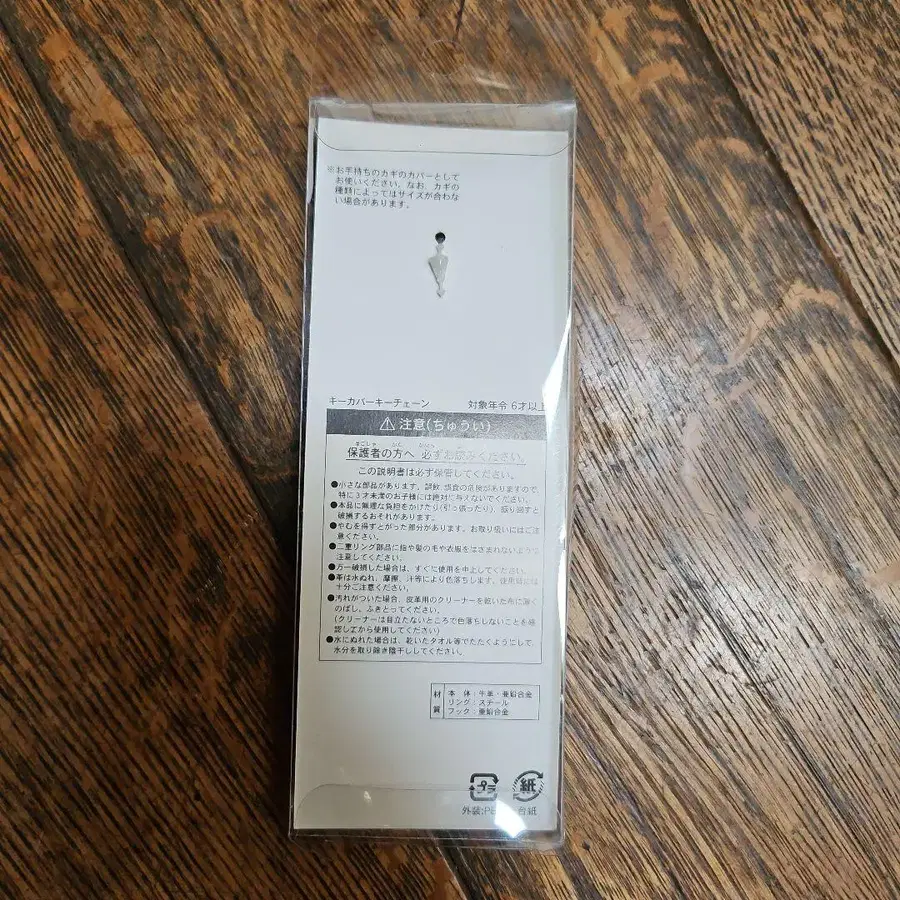 ※お手持ちのカギのカバーとして
お使いください。なお、カギの
種類によってはサイズが合わな
い場合があります。
キーカバーキーチェーン 対象年令 6才以上
⚠注意(ちゅうい)
保護者の方へ 必ずお読みください。
この説明書は必ず保管してください。
●小さな部品があります。誤飲、誤食の危険がありますので、
特に3才未満のお子様には絶対に与えないでください。
●本品に無理な負担をかけたり(引っ張ったり)、振り回すと
破損するおそれがあります。
●やむを得ずとがった部分があります。お取り扱いにはご注
意ください。
●二重リング部品に指や髪の毛や衣服をはさまれないように
注意してください。
●万一破損した場合は、すぐに使用を中止してください。
●革は水ぬれ、摩擦、汗等により色落ちします。使用時には
十分ご注意ください。
●汚れがついた場合、皮革用のクリーナーを乾いた布に薄く
のばし、ふきとってください。
(クリーナーは目立たないところで色落ちしないことを確
認してから使用してください)
●水にぬれた場合は、乾いたタオル等でたたくようにして、
水分を取り除き陰干ししてください。
材質
本 体:牛革・亜鉛合金
リング:スチール
フック:亜鉛合金
プラ 紙
外装:PE 台紙